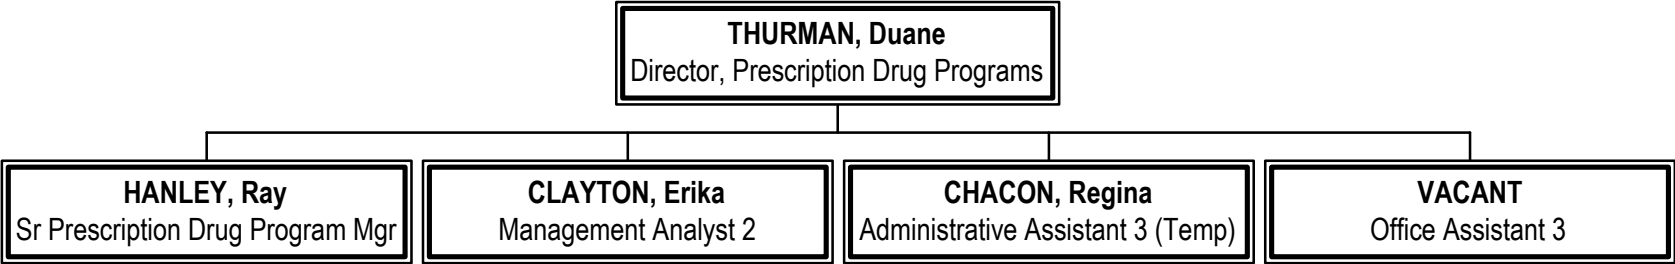 THURMAN, Duane
Director, Prescription Drug Programs
HANLEY, Ray
Sr Prescription Drug Program Mgr
CLAYTON, Erika
Management Analyst 2
CHACON, Regina
Administrative Assistant 3 (Temp)
VACANT
Office Assistant 3